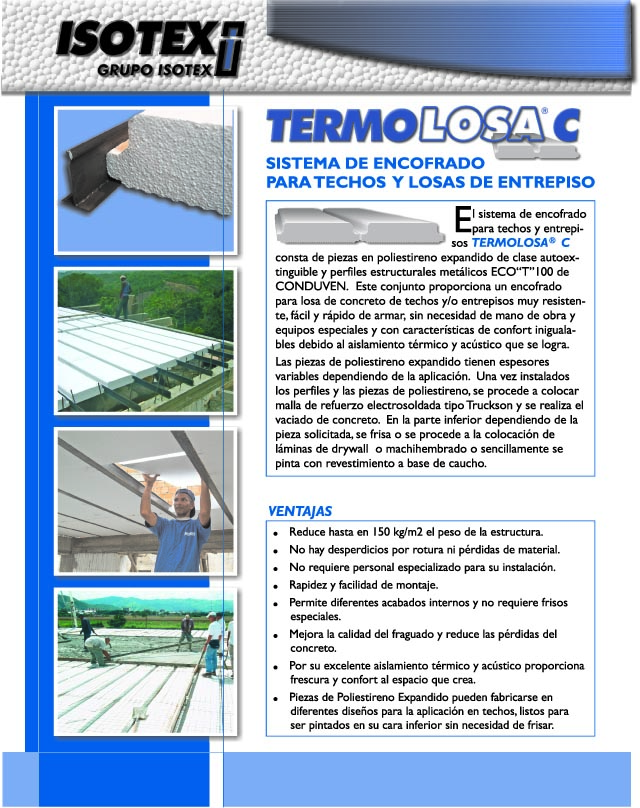 ISOTEX
GRUPO ISOTEX
TERMOLOSA® C
SISTEMA DE ENCOFRADO
PARA TECHOS Y LOSAS DE ENTREPISO
El sistema de encofrado
para techos y entrepi-
sos TERMOLOSA® C
consta de piezas en poliestireno expandido de clase autoex-
tinguible y perfiles estructurales metálicos ECO“T”100 de
CONDUVEN. Este conjunto proporciona un encofrado
para losa de concreto de techos y/o entrepisos muy resisten-
te, fácil y rápido de armar, sin necesidad de mano de obra y
equipos especiales y con características de confort iniguala-
bles debido al aislamiento térmico y acústico que se logra.
Las piezas de poliestireno expandido tienen espesores
variables dependiendo de la aplicación. Una vez instalados
los perfiles y las piezas de poliestireno, se procede a colocar
malla de refuerzo electrosoldada tipo Truckson y se realiza el
vaciado de concreto. En la parte inferior dependiendo de la
pieza solicitada, se frisa o se procede a la colocación de
láminas de drywall o machihembrado o sencillamente se
pinta con revestimiento a base de caucho.
VENTAJAS
• Reduce hasta en 150 kg/m2 el peso de la estructura.
• No hay desperdicios por rotura ni pérdidas de material.
• No requiere personal especializado para su instalación.
• Rapidez y facilidad de montaje.
• Permite diferentes acabados internos y no requiere frisos
especiales.
• Mejora la calidad del fraguado y reduce las pérdidas del
concreto.
• Por su excelente aislamiento térmico y acústico proporciona
frescura y confort al espacio que crea.
• Piezas de Poliestireno Expandido pueden fabricarse en
diferentes diseños para la aplicación en techos, listos para
ser pintados en su cara inferior sin necesidad de frisar.